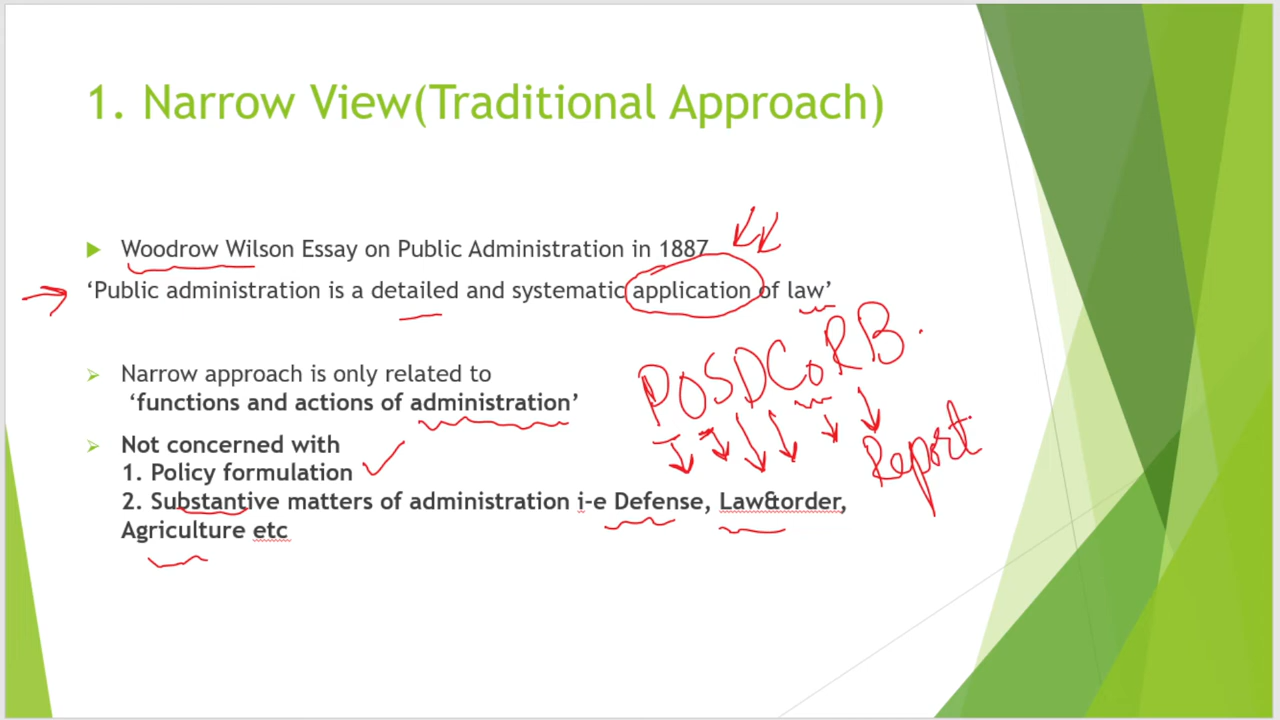 1. Narrow View(Traditional Approach)
Woodrow Wilson Essay on Public Administration in 1887
‘Public administration is a detailed and systematic application of law’
POSDCoRB.
Narrow approach is only related to
‘functions and actions of administration’
Report
Not concerned with
1. Policy formulation
2. Substantive matters of administration i-e Defense, Law&order,
Agriculture etc